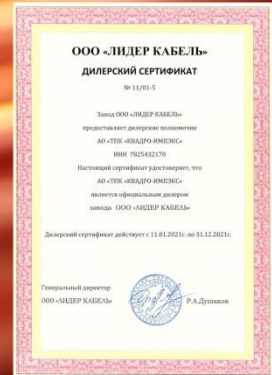 ООО «ЛИДЕР КАБЕЛЬ»
ДИЛЕРСКИЙ СЕРТИФИКАТ
№ 11/01-5
Завод ООО «ЛИДЕР КАБЕЛЬ»
предоставляет дилерские полномочия
АО «ТПК «КВАДРО-ИМПЭКС»
ИНН 7825432170
Настоящий сертификат удостоверяет, что
АО «ТПК «КВАДРО-ИМПЭКС»
является официальным дилером
завода ООО «ЛИДЕР КАБЕЛЬ»
Дилерский сертификат действует с 11.01.2021г. по 31.12.2021г.
Генеральный директор
ООО «ЛИДЕР КАБЕЛЬ»
Р.А.Душаков